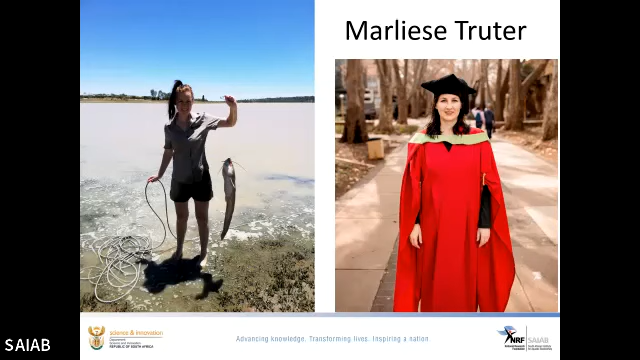 Marliese Truter
science & innovation
Department:
Science and Innovation
REPUBLIC OF SOUTH AFRICA
Advancing knowledge. Transforming lives. Inspiring a nation
NRF
SAIAB
SAIAB